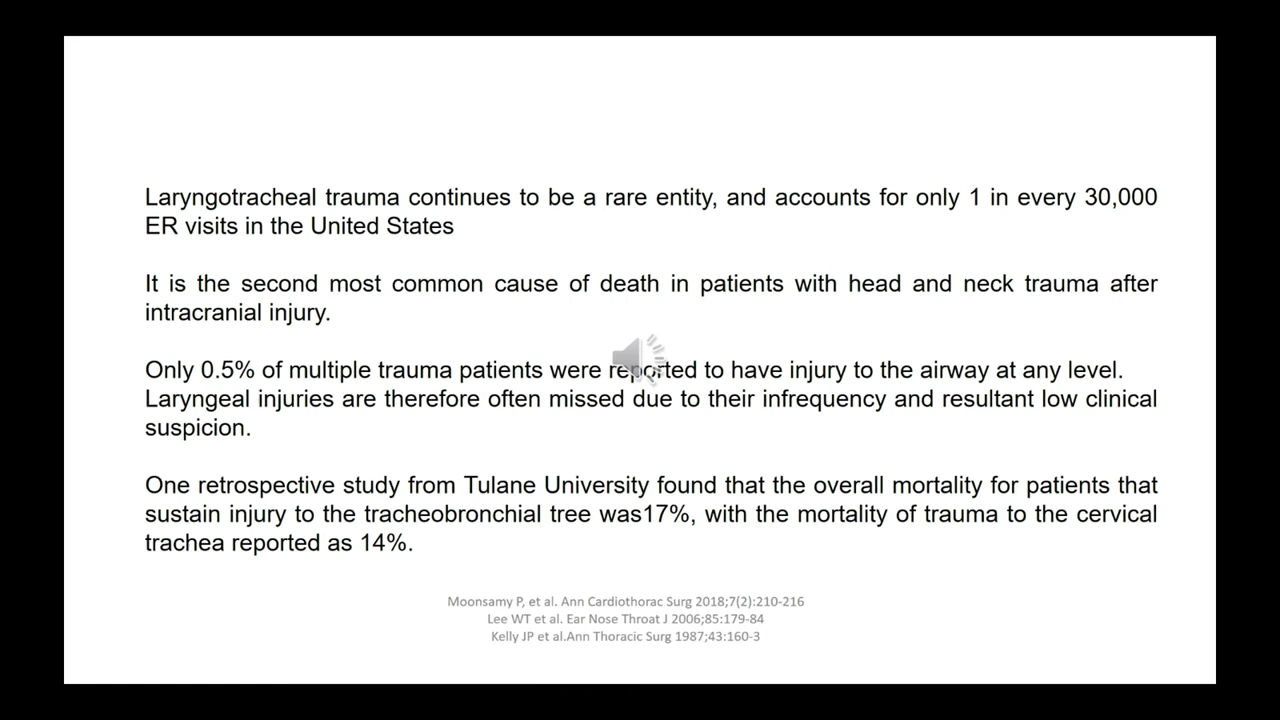 Laryngotracheal trauma continues to be a rare entity, and accounts for only 1 in every 30,000
ER visits in the United States
It is the second most common cause of death in patients with head and neck trauma after
intracranial injury.
Only 0.5% of multiple trauma patients were reported to have injury to the airway at any level.
Laryngeal injuries are therefore often missed due to their infrequency and resultant low clinical
suspicion.
One retrospective study from Tulane University found that the overall mortality for patients that
sustain injury to the tracheobronchial tree was17%, with the mortality of trauma to the cervical
trachea reported as 14%.
Moonsamy P, et al. Ann Cardiothorac Surg 2018;7(2):210-216
Lee WT et al. Ear Nose Throat J 2006;85:179-84
Kelly JP et al.Ann Thoracic Surg 1987;43:160-3